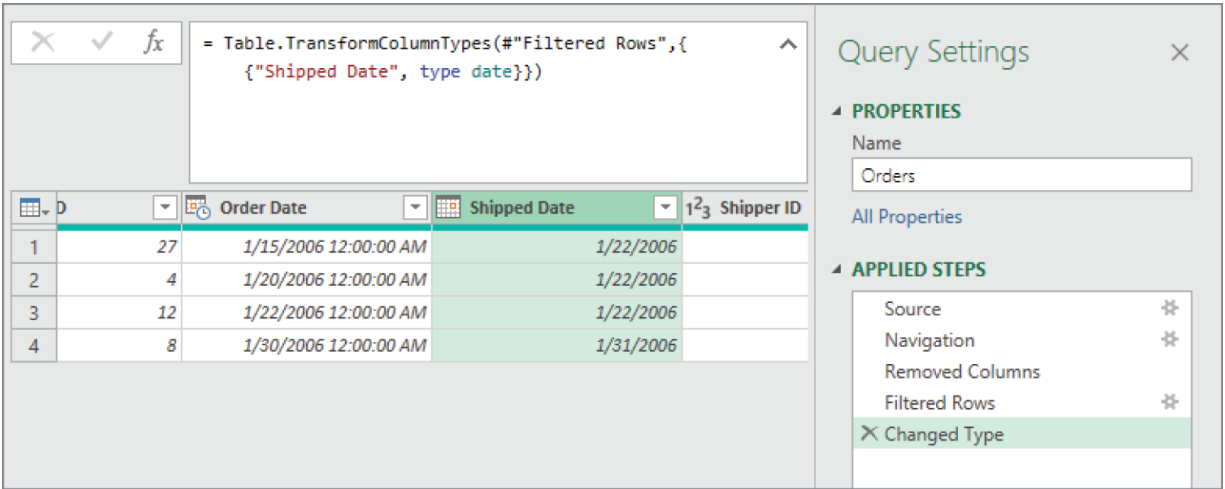 fx
= Table.TransformColumnTypes(#"Filtered Rows",{
{"Shipped Date", type date}})
D Order Date Shipped Date 1²3 Shipper ID
1 27 1/15/2006 12:00:00 AM 1/22/2006
2 4 1/20/2006 12:00:00 AM 1/22/2006
3 12 1/22/2006 12:00:00 AM 1/22/2006
4 8 1/30/2006 12:00:00 AM 1/31/2006
Query Settings
PROPERTIES
Name
Orders
All Properties
APPLIED STEPS
Source
Navigation
Removed Columns
Filtered Rows
Changed Type